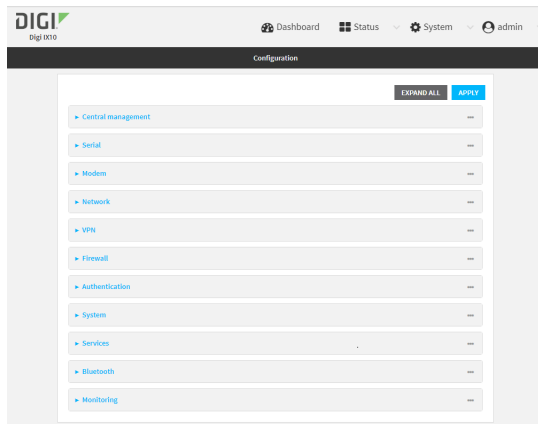 DIGI
Digi IX10
Dashboard
Status
System
admin
Configuration
EXPAND ALL
APPLY
Central management
Serial
Modem
Network
VPN
Firewall
Authentication
System
Services
Bluetooth
Monitoring